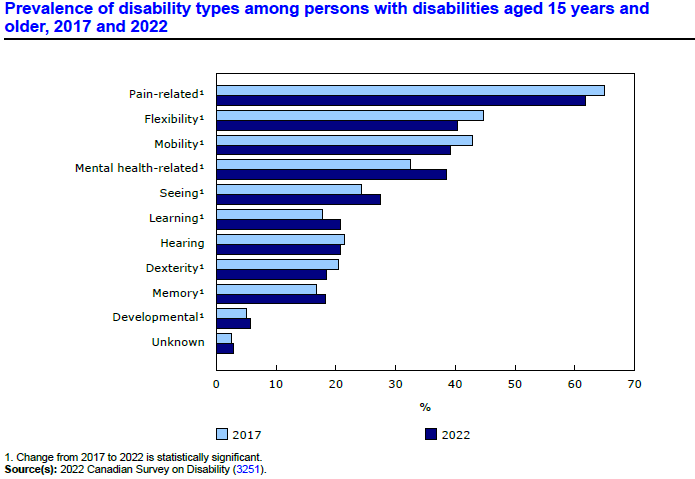 Prevalence of disability types among persons with disabilities aged 15 years and
older, 2017 and 2022
Pain-related¹
Flexibility¹
Mobility¹
Mental health-related¹
Seeing¹
Learning¹
Hearing
Dexterity¹
Memory¹
Developmental¹
Unknown
0 10 20 30 40 50 60 70
%
2017 2022
1. Change from 2017 to 2022 is statistically significant.
Source(s): 2022 Canadian Survey on Disability (3251).